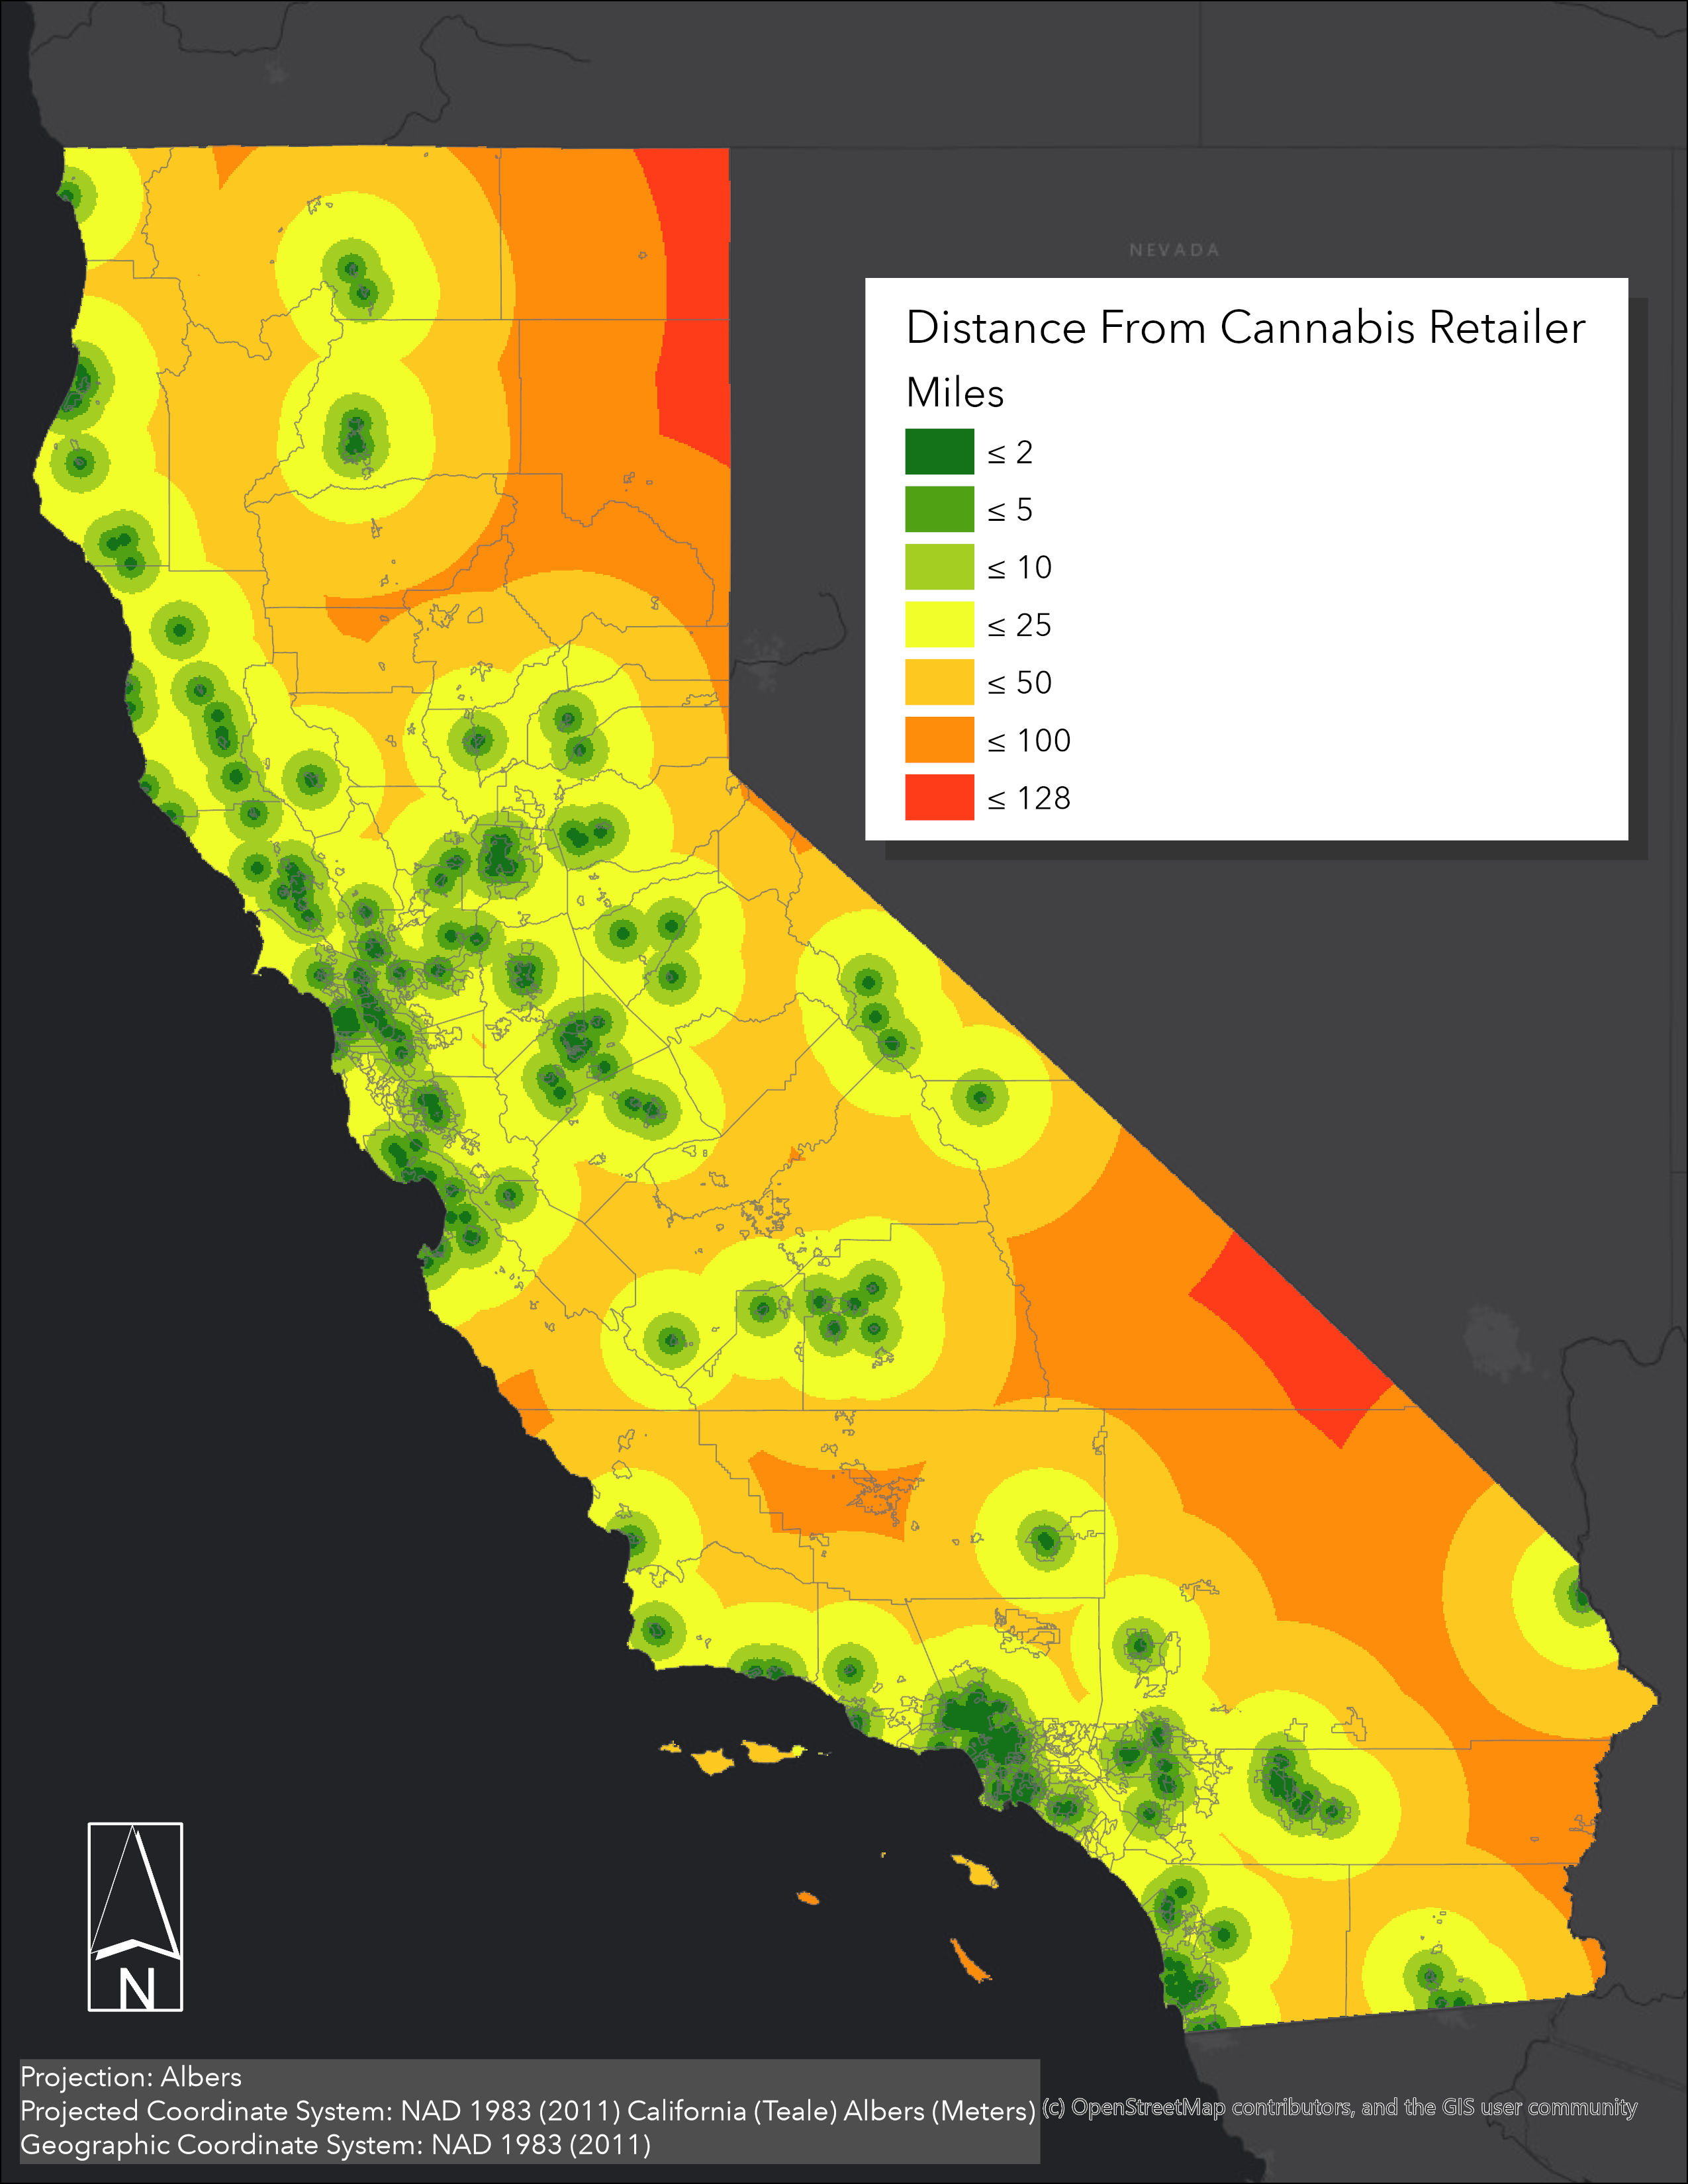 NEVADA
Distance From Cannabis Retailer
Miles
≤ 2
≤ 5
≤ 10
≤ 25
≤ 50
≤ 100
≤ 128
N
Projection: Albers
Projected Coordinate System: NAD 1983 (2011) California (Teale) Albers (Meters)
(c) OpenStreetMap contributors, and the GIS user community
Geographic Coordinate System: NAD 1983 (2011)